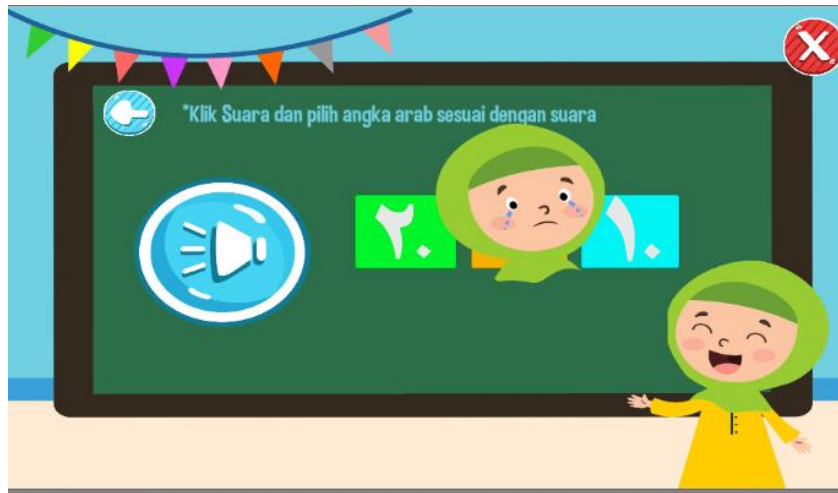 *Klik Suara dan pilih angka arab sesuai dengan suara
٢٠ ١٠
X